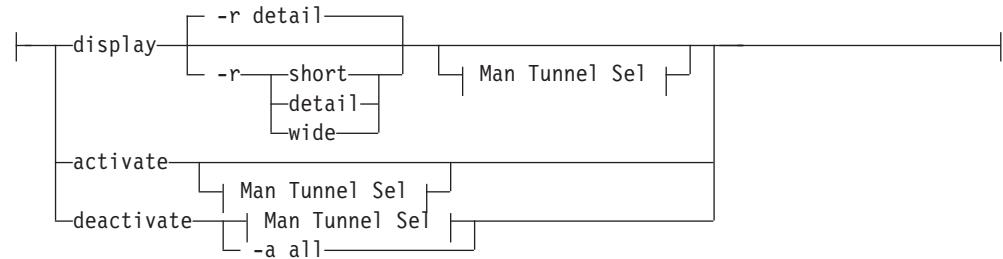 -r detail
display
-r short Man Tunnel Sel
detail
wide
activate
Man Tunnel Sel
deactivate Man Tunnel Sel
-a all